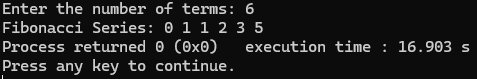 Enter the number of terms: 6
Fibonacci Series: 0 1 1 2 3 5
Process returned 0 (0x0)   execution time : 16.903 s
Press any key to continue.